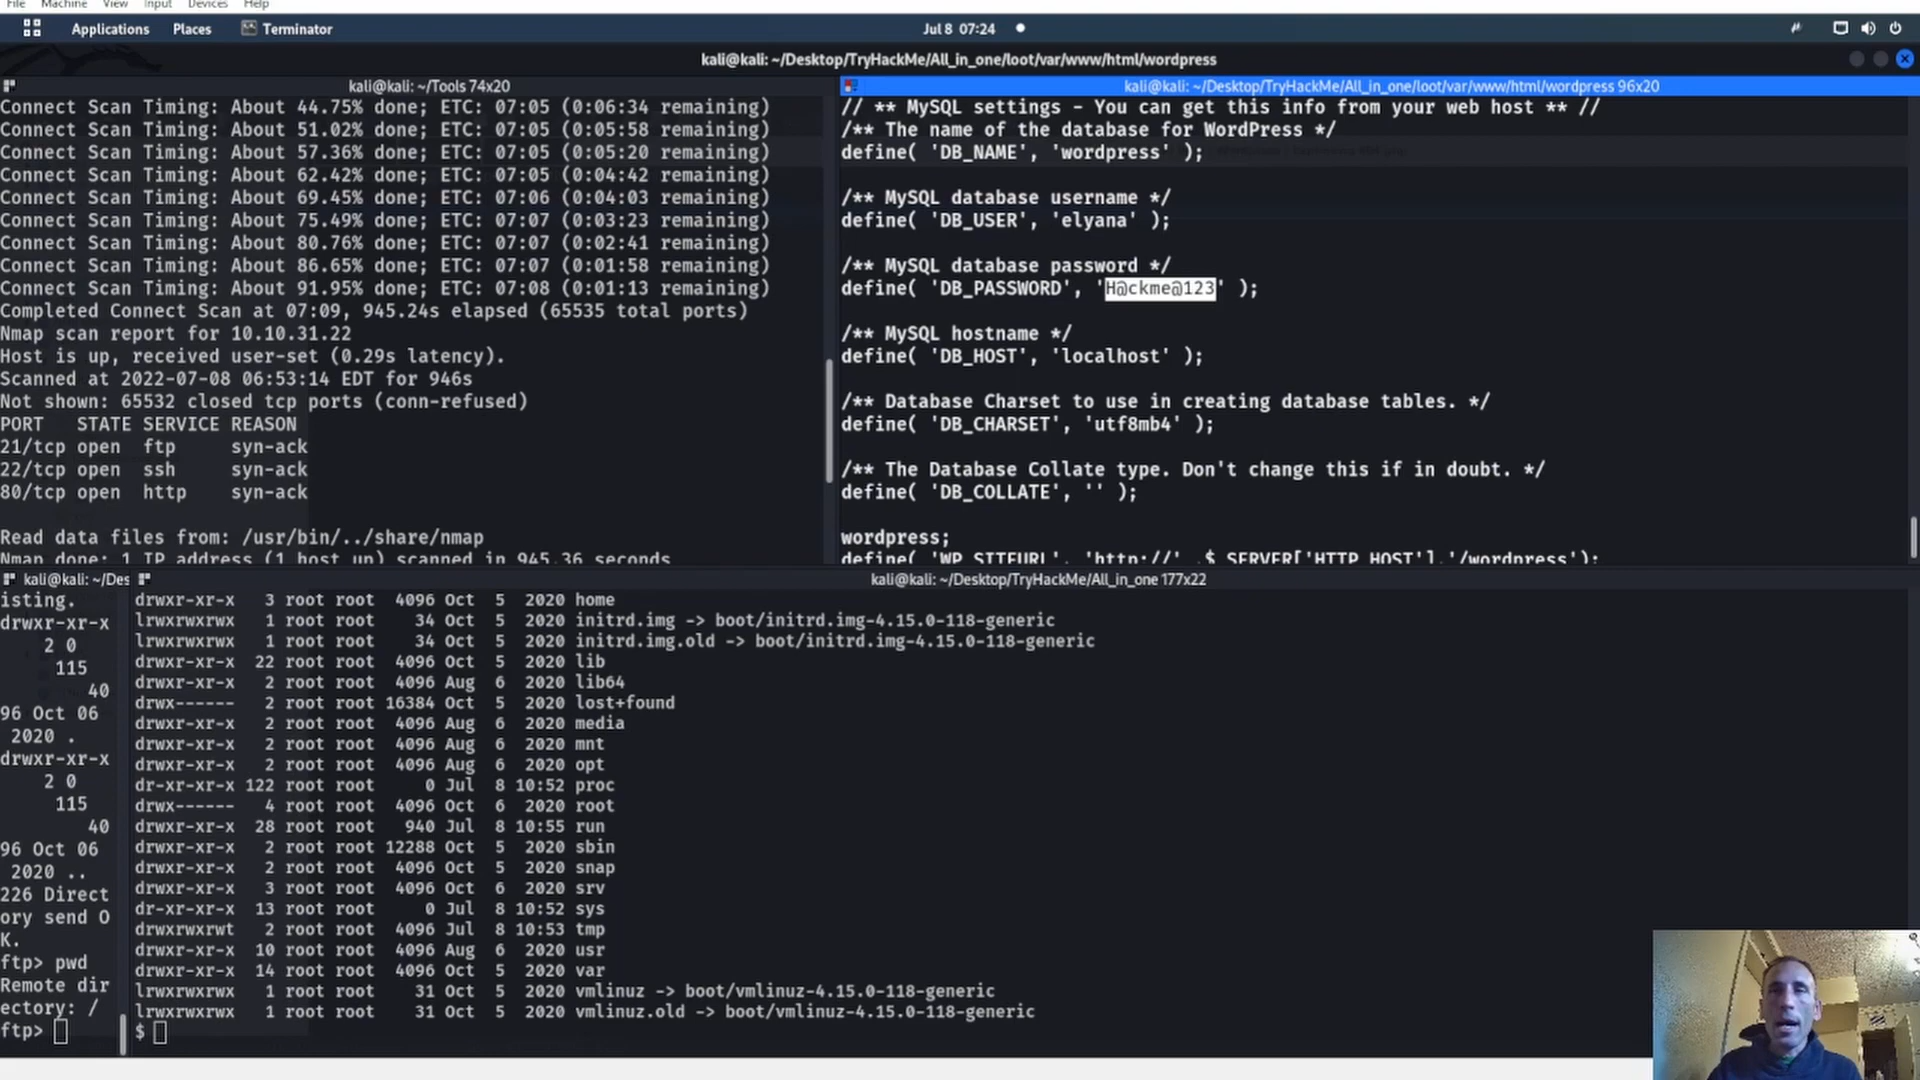 File Machine View Input Devices Help
Applications Places Terminator
Jul 8 07:24
kali@kali: ~/Desktop/TryHackMe/All_in_one/loot/var/www/html/wordpress
kali@kali: ~/Tools 74x20
Connect Scan Timing: About 44.75% done; ETC: 07:05 (0:06:34 remaining)
Connect Scan Timing: About 51.02% done; ETC: 07:05 (0:05:58 remaining)
Connect Scan Timing: About 57.36% done; ETC: 07:05 (0:05:20 remaining)
Connect Scan Timing: About 62.42% done; ETC: 07:05 (0:04:42 remaining)
Connect Scan Timing: About 69.45% done; ETC: 07:06 (0:04:03 remaining)
Connect Scan Timing: About 75.49% done; ETC: 07:07 (0:03:23 remaining)
Connect Scan Timing: About 80.76% done; ETC: 07:07 (0:02:41 remaining)
Connect Scan Timing: About 86.65% done; ETC: 07:07 (0:01:58 remaining)
Connect Scan Timing: About 91.95% done; ETC: 07:08 (0:01:13 remaining)
Completed Connect Scan at 07:09, 945.24s elapsed (65535 total ports)
Nmap scan report for 10.10.31.22
Host is up, received user-set (0.29s latency).
Scanned at 2022-07-08 06:53:14 EDT for 946s
Not shown: 65532 closed tcp ports (conn-refused)
PORT STATE SERVICE REASON
21/tcp open ftp syn-ack
22/tcp open ssh syn-ack
80/tcp open http syn-ack
Read data files from: /usr/bin/../share/nmap
Nmap done: 1 IP address (1 host up) scanned in 945.36 seconds
kali@kali: ~/Desktop/TryHackMe/All_in_one/loot/var/www/html/wordpress 96x20
// ** MySQL settings - You can get this info from your web host ** //
/** The name of the database for WordPress */
define( 'DB_NAME', 'wordpress' );
/** MySQL database username */
define( 'DB_USER', 'elyana' );
/** MySQL database password */
define( 'DB_PASSWORD', 'H@ckme@123' );
/** MySQL hostname */
define( 'DB_HOST', 'localhost' );
/** Database Charset to use in creating database tables. */
define( 'DB_CHARSET', 'utf8mb4' );
/** The Database Collate type. Don't change this if in doubt. */
define( 'DB_COLLATE', '' );
wordpress;
define( 'WP_SITEURL', 'http://' .$_SERVER['HTTP_HOST'].'/wordpress');
kali@kali: ~/Des
isting.
drwxr-xr-x
2 0
115
40
96 Oct 06
2020 .
drwxr-xr-x
2 0
115
40
96 Oct 06
2020 ..
226 Direct
ory send O
K.
ftp> pwd
Remote dir
ectory: /
ftp>
kali@kali: ~/Desktop/TryHackMe/All_in_one 177x22
drwxr-xr-x 3 root root 4096 Oct 5 2020 home
lrwxrwxrwx 1 root root 34 Oct 5 2020 initrd.img -> boot/initrd.img-4.15.0-118-generic
lrwxrwxrwx 1 root root 34 Oct 5 2020 initrd.img.old -> boot/initrd.img-4.15.0-118-generic
drwxr-xr-x 22 root root 4096 Oct 5 2020 lib
drwxr-xr-x 2 root root 4096 Aug 6 2020 lib64
drwx------ 2 root root 16384 Oct 5 2020 lost+found
drwxr-xr-x 2 root root 4096 Aug 6 2020 media
drwxr-xr-x 2 root root 4096 Aug 6 2020 mnt
drwxr-xr-x 2 root root 4096 Aug 6 2020 opt
dr-xr-xr-x 122 root root 0 Jul 8 10:52 proc
drwx------ 4 root root 4096 Oct 6 2020 root
drwxr-xr-x 28 root root 940 Jul 8 10:55 run
drwxr-xr-x 2 root root 12288 Oct 5 2020 sbin
drwxr-xr-x 2 root root 4096 Oct 5 2020 snap
drwxr-xr-x 3 root root 4096 Oct 6 2020 srv
dr-xr-xr-x 13 root root 0 Jul 8 10:52 sys
drwxrwxrwt 2 root root 4096 Jul 8 10:53 tmp
drwxr-xr-x 10 root root 4096 Aug 6 2020 usr
drwxr-xr-x 14 root root 4096 Oct 5 2020 var
lrwxrwxrwx 1 root root 31 Oct 5 2020 vmlinuz -> boot/vmlinuz-4.15.0-118-generic
lrwxrwxrwx 1 root root 31 Oct 5 2020 vmlinuz.old -> boot/vmlinuz-4.15.0-118-generic
$